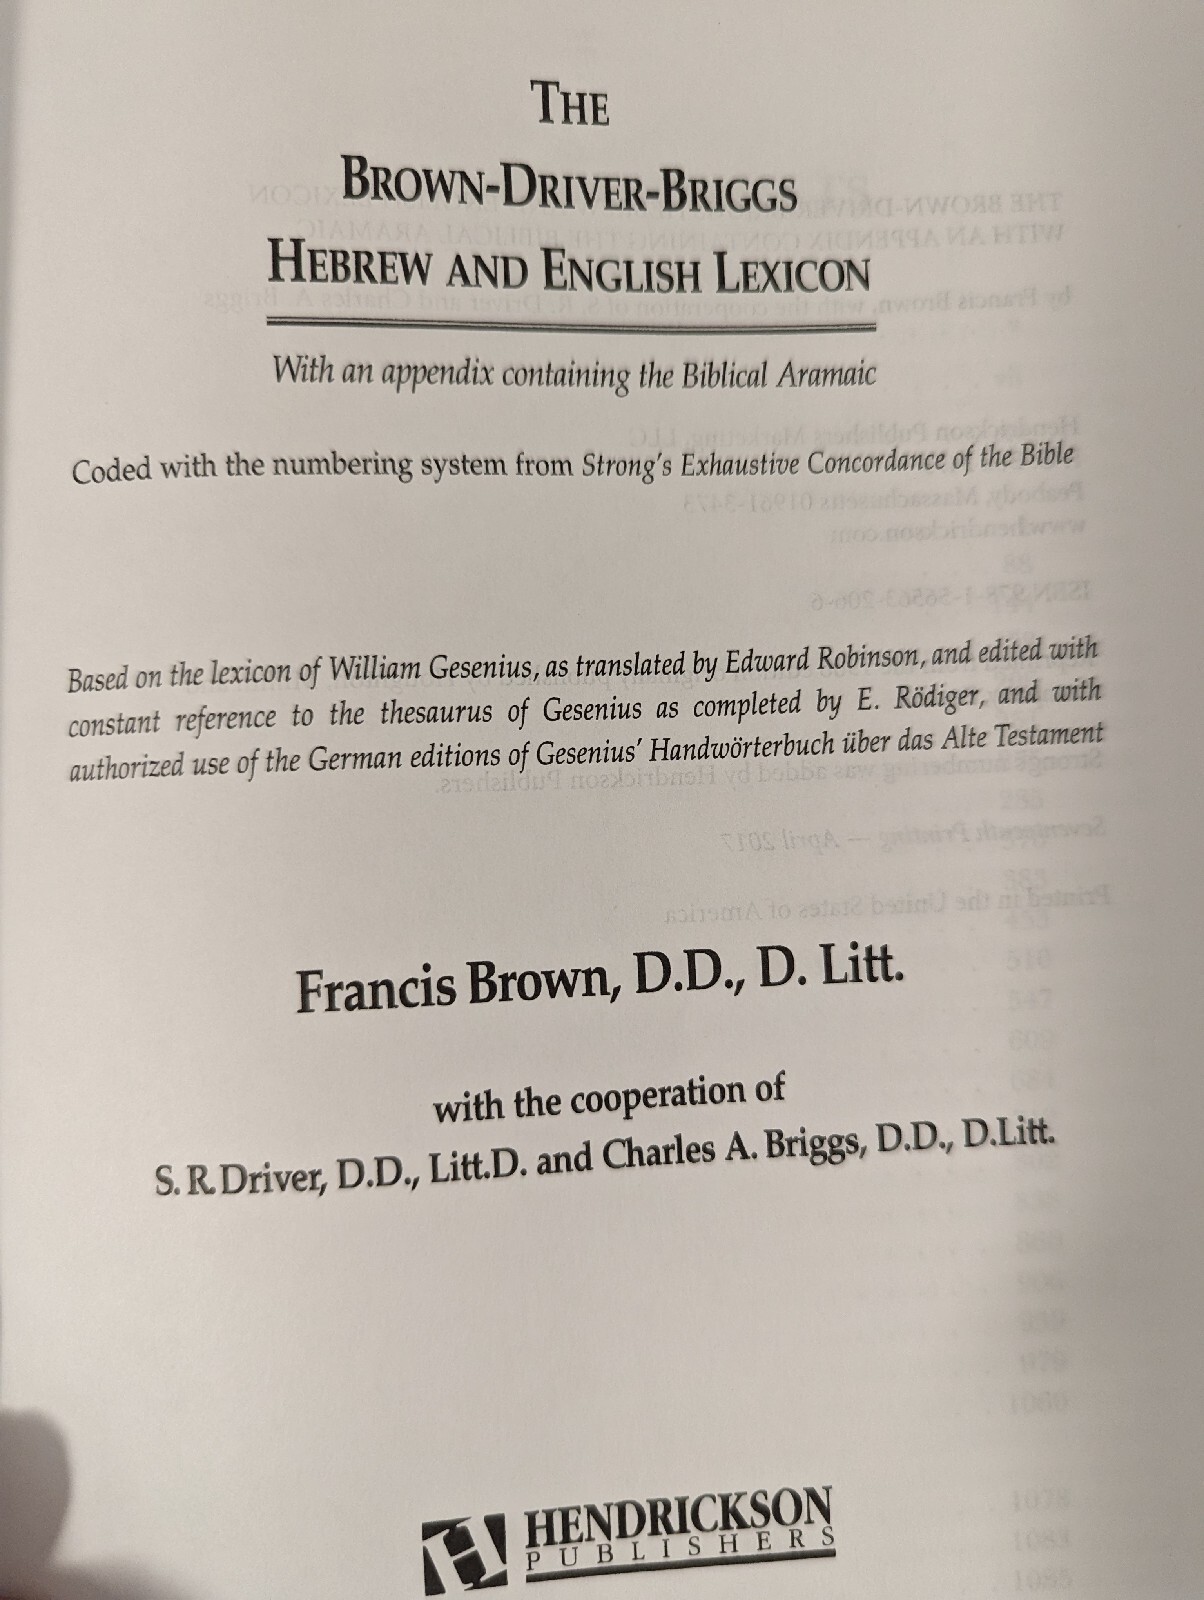 THE
BROWN-DRIVER-BRIGGS
HEBREW AND ENGLISH LEXICON
With an appendix containing the Biblical Aramaic
Coded with the numbering system from Strong's Exhaustive Concordance of the Bible
Based on the lexicon of William Gesenius, as translated by Edward Robinson, and edited with
constant reference to the thesaurus of Gesenius as completed by E. Rödiger, and with
authorized use of the German editions of Gesenius' Handwörterbuch über das Alte Testament
Francis Brown, D.D., D. Litt.
with the cooperation of
S. R. Driver, D.D., Litt.D. and Charles A. Briggs, D.D., D.Litt.
HENDRICKSON
PUBLISHERS